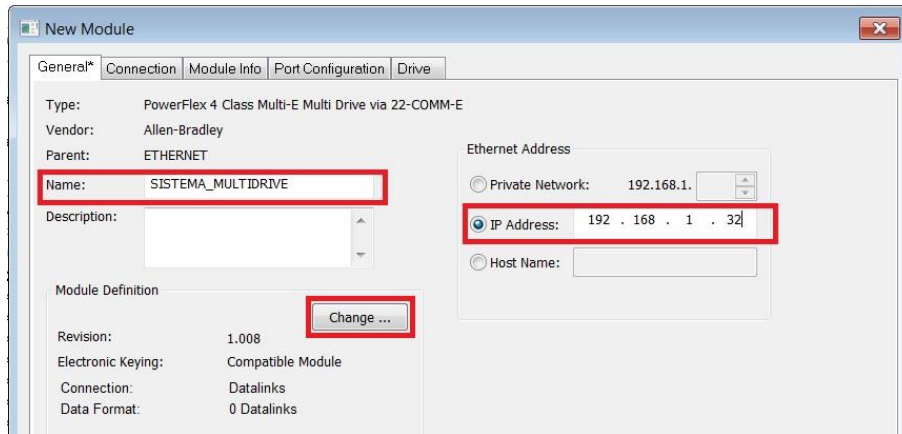 New Module
General* Connection Module Info Port Configuration Drive
Type: PowerFlex 4 Class Multi-E Multi Drive via 22-COMM-E
Vendor: Allen-Bradley
Parent: ETHERNET
Name: SISTEMA_MULTIDRIVE
Description:
Ethernet Address
Private Network: 192.168.1.
IP Address: 192 . 168 . 1 . 32
Host Name:
Module Definition
Change ...
Revision: 1.008
Electronic Keying: Compatible Module
Connection: Datalinks
Data Format: 0 Datalinks